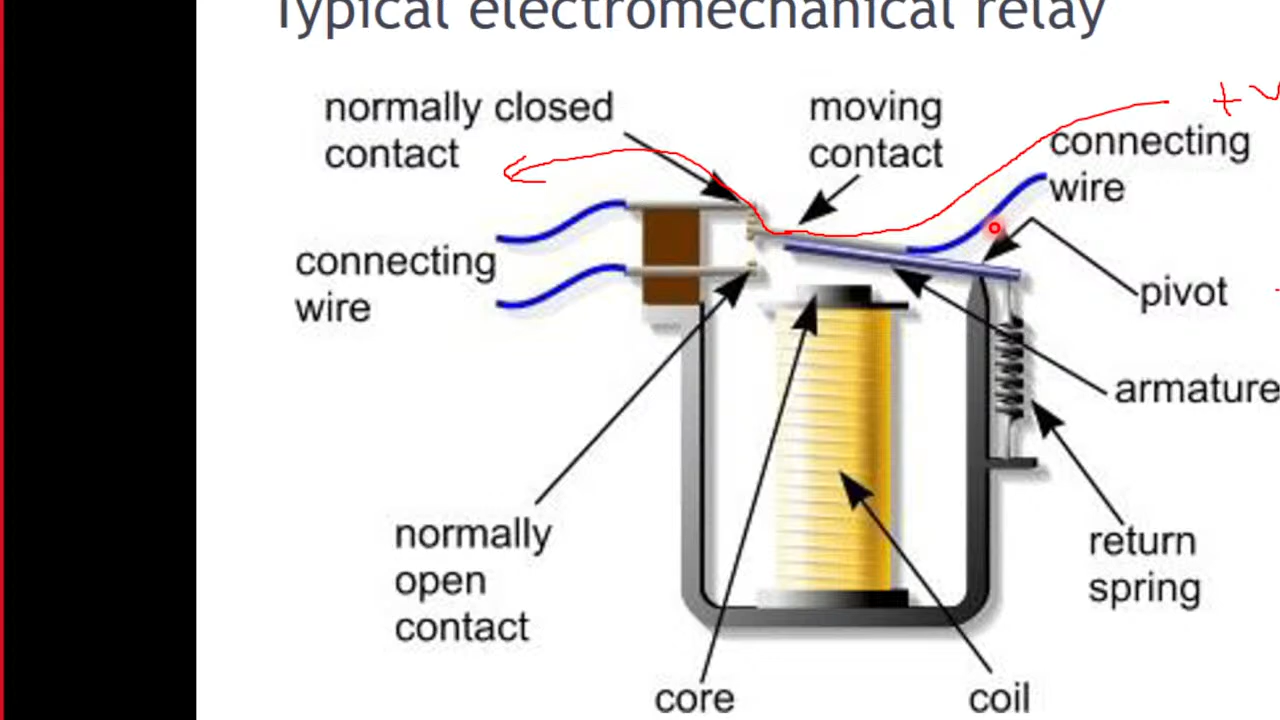 Typical electromechanical relay
normally closed
contact
moving
contact
+v
connecting
wire
connecting
wire
pivot
armature
normally
open
contact
return
spring
core
coil